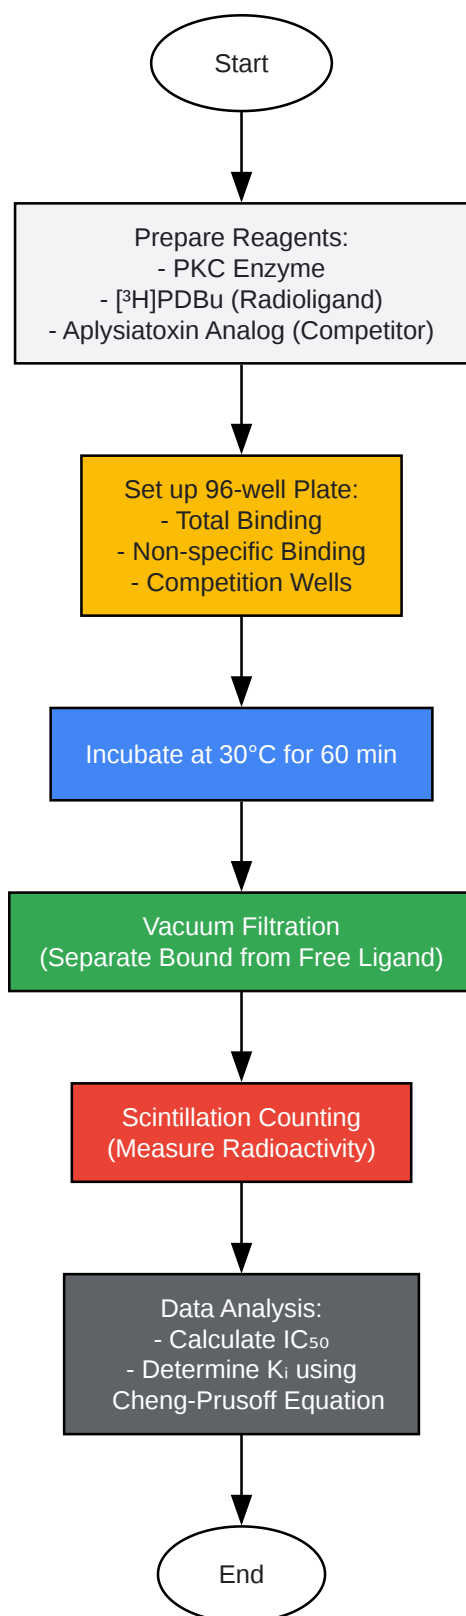 Start
Prepare Reagents:
- PKC Enzyme
- [³H]PDBu (Radioligand)
- Aplysiatoxin Analog (Competitor)
Set up 96-well Plate:
- Total Binding
- Non-specific Binding
- Competition Wells
Incubate at 30°C for 60 min
Vacuum Filtration
(Separate Bound from Free Ligand)
Scintillation Counting
(Measure Radioactivity)
Data Analysis:
- Calculate IC₅₀
- Determine Kᵢ using
Cheng-Prusoff Equation
End